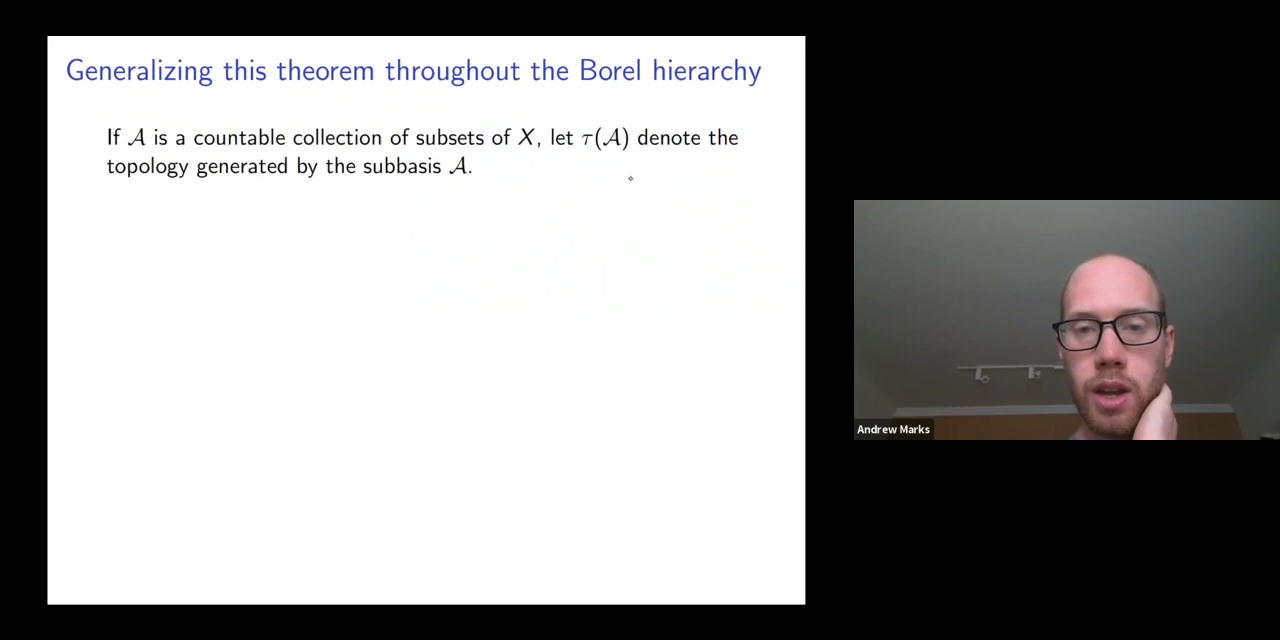 Generalizing this theorem throughout the Borel hierarchy
If 𝒜 is a countable collection of subsets of X, let τ(𝒜) denote the
topology generated by the subbasis 𝒜.
Andrew Marks